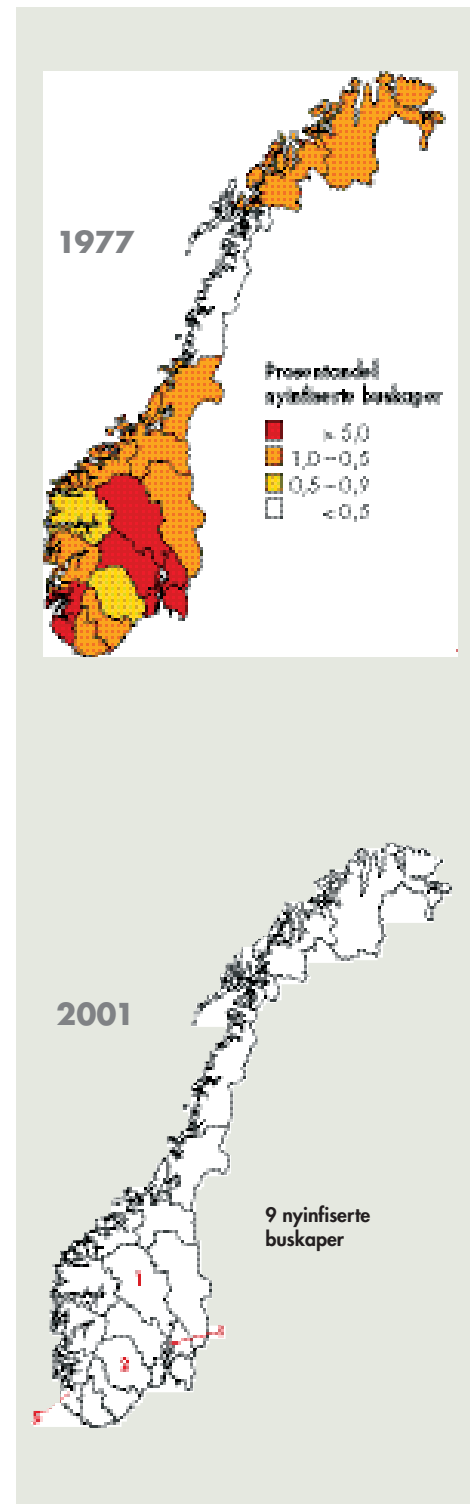 1977
Prosentandel
nyinfiserte buskaper
> 5,0
1,0–0,5
0,5–0,9
<0,5
2001
9 nyinfiserte
buskaper
1
2